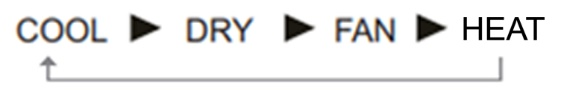 COOL ▶ DRY ▶ FAN ▶ HEAT